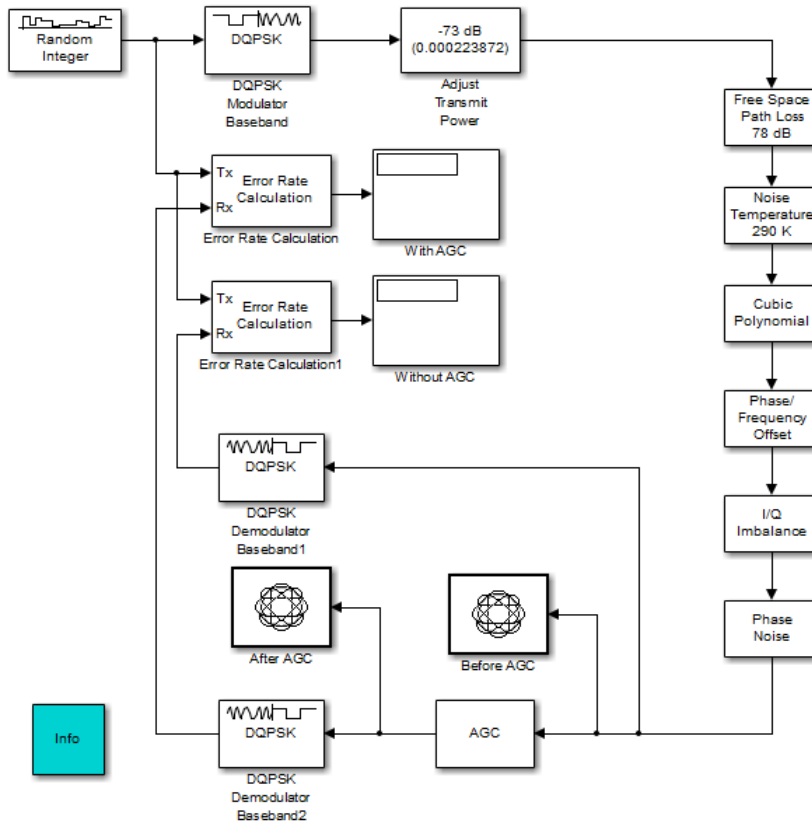 Random
Integer
DQPSK
DQPSK
Modulator
Baseband
-73 dB
(0.000223872)
Adjust
Transmit
Power
Free Space
Path Loss
78 dB
Noise
Temperature
290 K
Cubic
Polynomial
Phase/
Frequency
Offset
I/Q
Imbalance
Phase
Noise
Tx
Rx
Error Rate
Calculation
Error Rate Calculation
With AGC
Tx
Rx
Error Rate
Calculation
Error Rate Calculation1
Without AGC
DQPSK
DQPSK
Demodulator
Baseband1
After AGC
Before AGC
Info
DQPSK
DQPSK
Demodulator
Baseband2
AGC